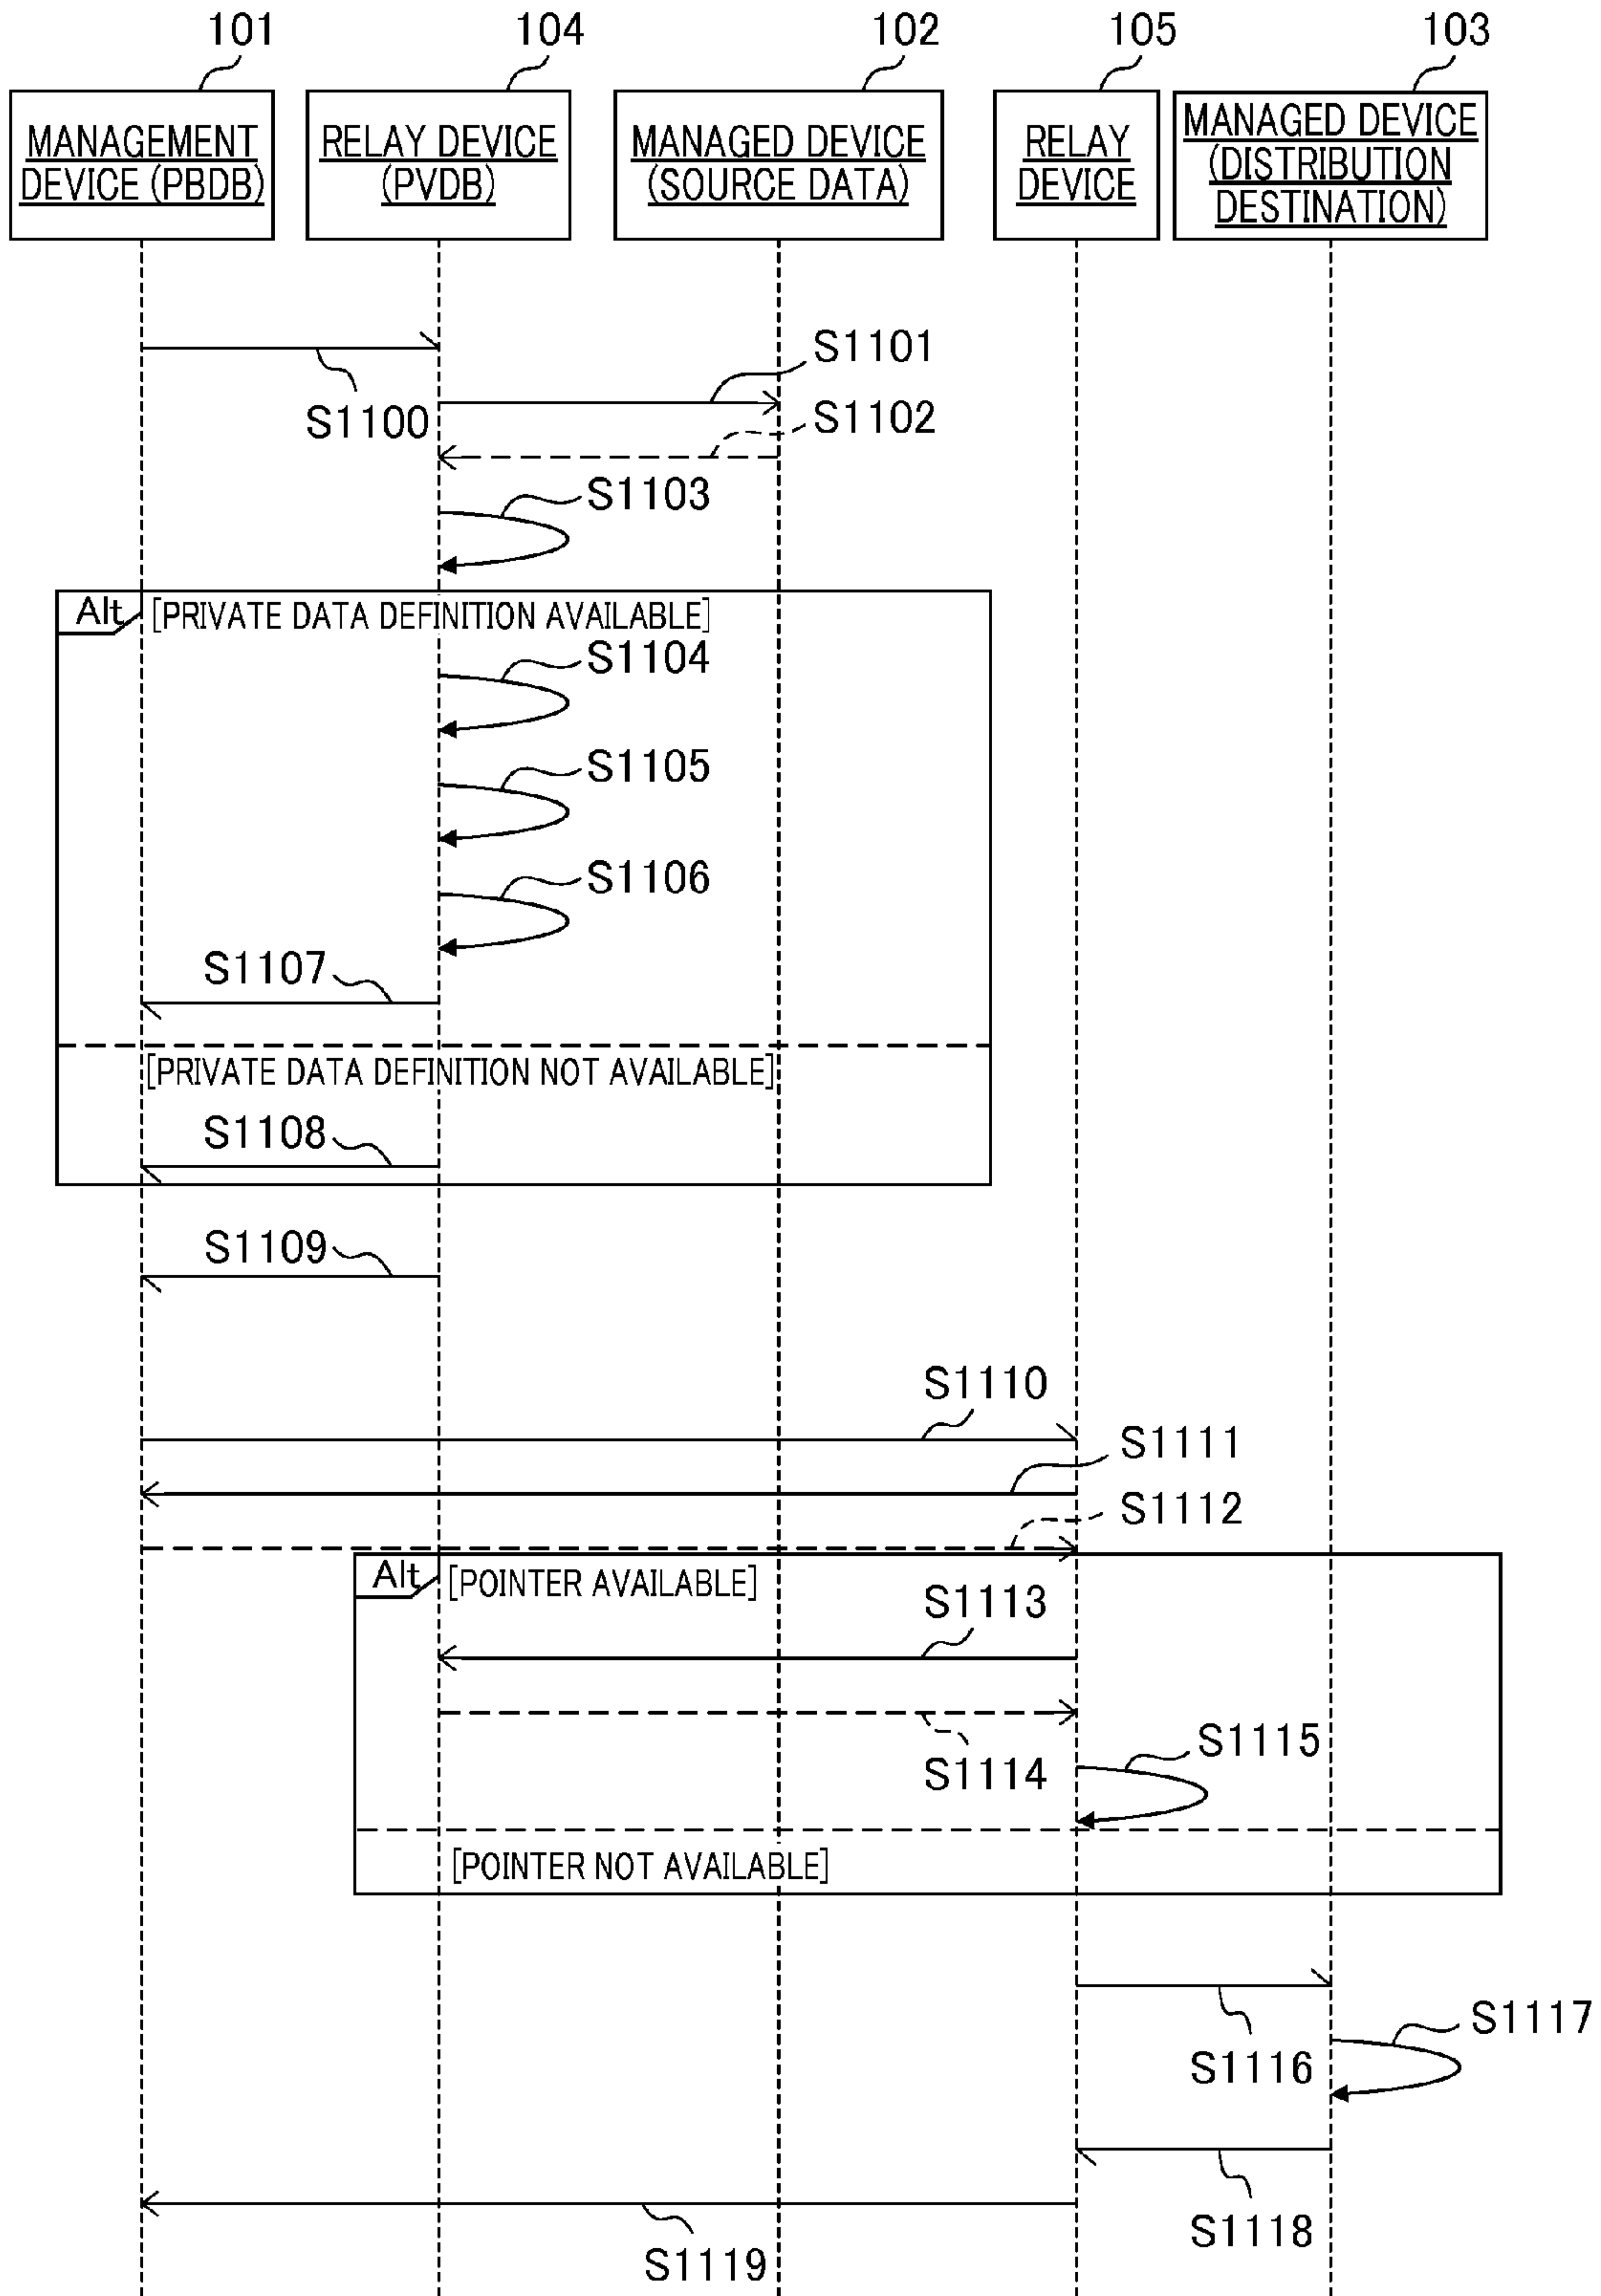 101
104
102
105
103
MANAGEMENT
DEVICE (PBDB)
RELAY DEVICE
(PVDB)
MANAGED DEVICE
(SOURCE DATA)
RELAY
DEVICE
MANAGED DEVICE
(DISTRIBUTION
DESTINATION)
S1100
S1101
S1102
S1103
Alt
[PRIVATE DATA DEFINITION AVAILABLE]
S1104
S1105
S1106
S1107
[PRIVATE DATA DEFINITION NOT AVAILABLE]
S1108
S1109
S1110
S1111
S1112
Alt
[POINTER AVAILABLE]
S1113
S1114
S1115
[POINTER NOT AVAILABLE]
S1116
S1117
S1118
S1119